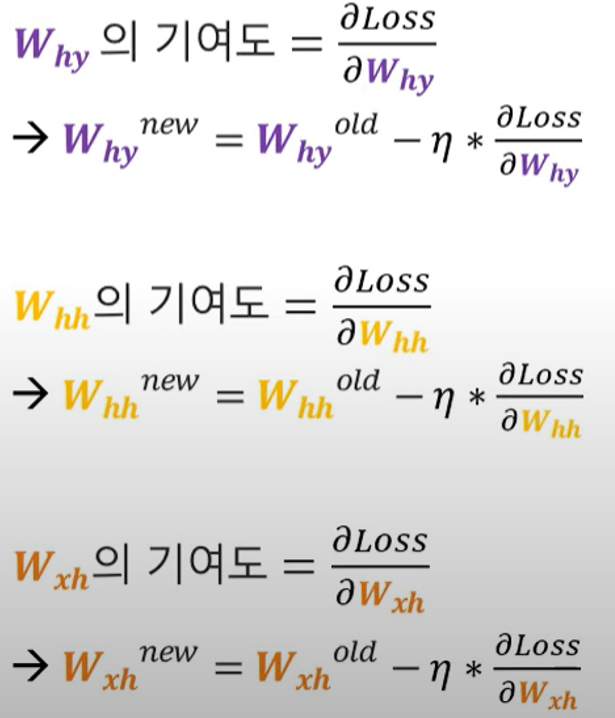 W_hy 의 기여도 = ∂Loss/∂W_hy
→ W_hy^new = W_hy^old − η * ∂Loss/∂W_hy
W_hh의 기여도 = ∂Loss/∂W_hh
→ W_hh^new = W_hh^old − η * ∂Loss/∂W_hh
W_xh의 기여도 = ∂Loss/∂W_xh
→ W_xh^new = W_xh^old − η * ∂Loss/∂W_xh